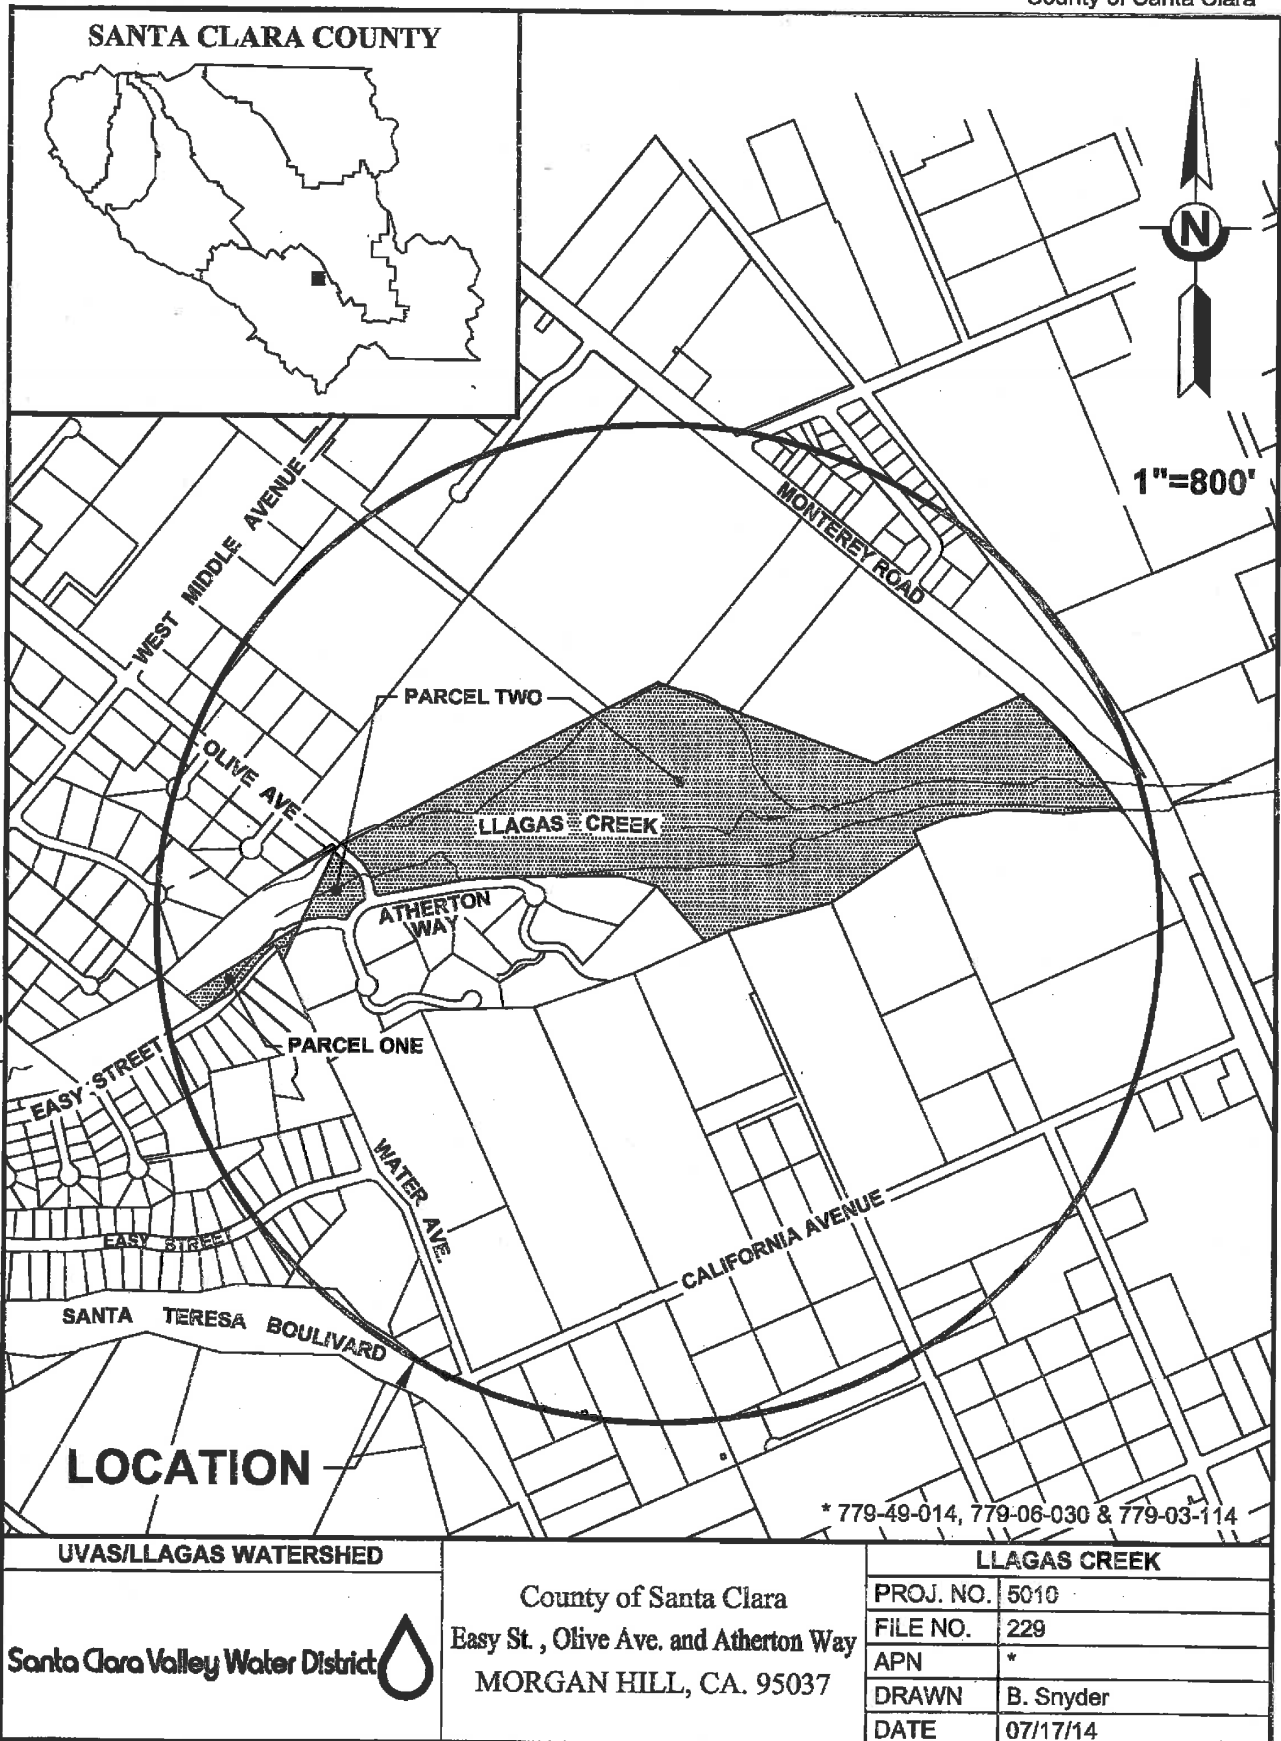 County of Santa Clara
SANTA CLARA COUNTY
N
1"=800'
WEST MIDDLE AVENUE
MONTEREY ROAD
PARCEL TWO
OLIVE AVE
LLAGAS CREEK
ATHERTON
WAY
PARCEL ONE
EASY STREET
WATER AVE.
EASY STREET
CALIFORNIA AVENUE
SANTA TERESA BOULIVARD
LOCATION
* 779-49-014, 779-06-030 & 779-03-114
UVAS/LLAGAS WATERSHED
Santa Clara Valley Water District
County of Santa Clara
Easy St., Olive Ave. and Atherton Way
MORGAN HILL, CA. 95037
LLAGAS CREEK
PROJ. NO. 5010
FILE NO. 229
APN *
DRAWN B. Snyder
DATE 07/17/14